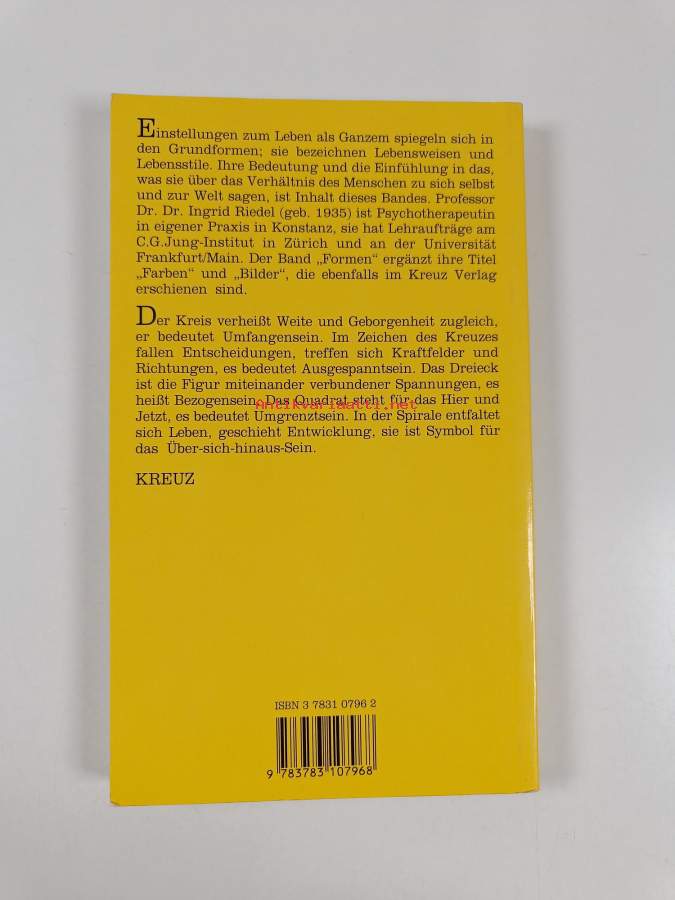 Einstellungen zum Leben als Ganzem spiegeln sich in
den Grundformen; sie bezeichnen Lebensweisen und
Lebensstile. Ihre Bedeutung und die Einfühlung in das,
was sie über das Verhältnis des Menschen zu sich selbst
und zur Welt sagen, ist Inhalt dieses Bandes. Professor
Dr. Dr. Ingrid Riedel (geb. 1935) ist Psychotherapeutin
in eigener Praxis in Konstanz, sie hat Lehraufträge am
C.G.Jung-Institut in Zürich und an der Universität
Frankfurt/Main. Der Band „Formen“ ergänzt ihre Titel
„Farben“ und „Bilder“, die ebenfalls im Kreuz Verlag
erschienen sind.
Der Kreis verheißt Weite und Geborgenheit zugleich,
er bedeutet Umfangensein. Im Zeichen des Kreuzes
fallen Entscheidungen, treffen sich Kraftfelder und
Richtungen, es bedeutet Ausgespanntsein. Das Dreieck
ist die Figur miteinander verbundener Spannungen, es
heißt Bezogensein. Das Quadrat steht für das Hier und
Antikvariaatti.net
Jetzt, es bedeutet Umgrenztsein. In der Spirale entfaltet
sich Leben, geschieht Entwicklung, sie ist Symbol für
das Über-sich-hinaus-Sein.
KREUZ
ISBN 3 7831 0796 2
9 783783 107968